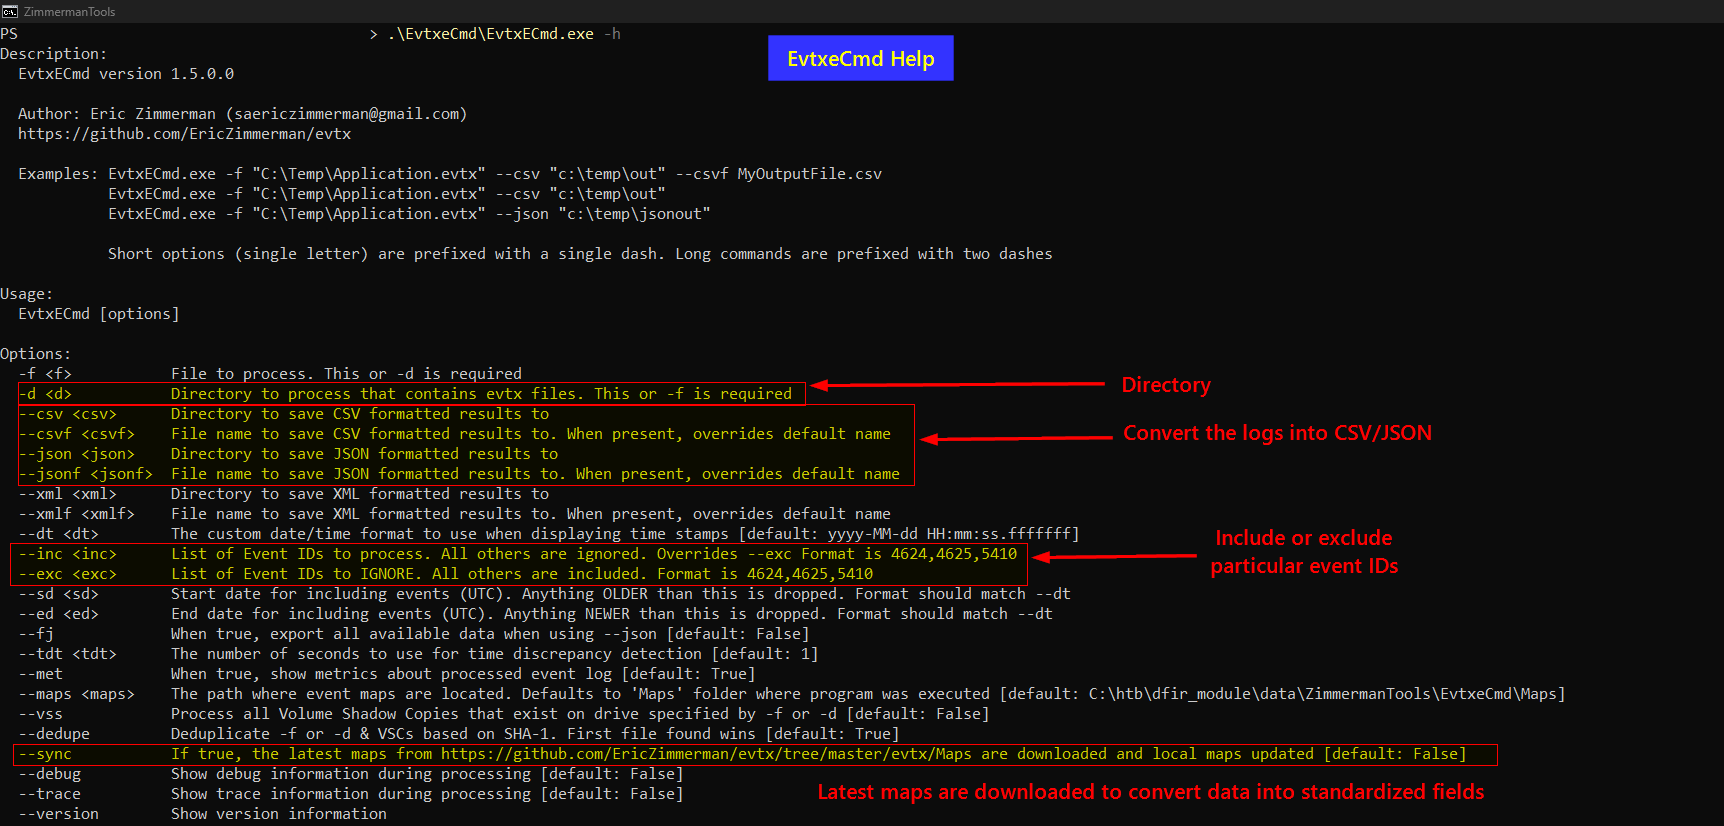 ZimmermanTools
PS > .\EvtxeCmd\EvtxECmd.exe -h
EvtxeCmd Help
Description:
EvtxECmd version 1.5.0.0
Author: Eric Zimmerman (saericzimmerman@gmail.com)
https://github.com/EricZimmerman/evtx
Examples: EvtxECmd.exe -f "C:\Temp\Application.evtx" --csv "c:\temp\out" --csvf MyOutputFile.csv
EvtxECmd.exe -f "C:\Temp\Application.evtx" --csv "c:\temp\out"
EvtxECmd.exe -f "C:\Temp\Application.evtx" --json "c:\temp\jsonout"
Short options (single letter) are prefixed with a single dash. Long commands are prefixed with two dashes
Usage:
EvtxECmd [options]
Options:
-f <f> File to process. This or -d is required
-d <d> Directory to process that contains evtx files. This or -f is required
Directory
--csv <csv> Directory to save CSV formatted results to
--csvf <csvf> File name to save CSV formatted results to. When present, overrides default name
Convert the logs into CSV/JSON
--json <json> Directory to save JSON formatted results to
--jsonf <jsonf> File name to save JSON formatted results to. When present, overrides default name
--xml <xml> Directory to save XML formatted results to
--xmlf <xmlf> File name to save XML formatted results to. When present, overrides default name
--dt <dt> The custom date/time format to use when displaying time stamps [default: yyyy-MM-dd HH:mm:ss.fffffff]
--inc <inc> List of Event IDs to process. All others are ignored. Overrides --exc Format is 4624,4625,5410
--exc <exc> List of Event IDs to IGNORE. All others are included. Format is 4624,4625,5410
Include or exclude
particular event IDs
--sd <sd> Start date for including events (UTC). Anything OLDER than this is dropped. Format should match --dt
--ed <ed> End date for including events (UTC). Anything NEWER than this is dropped. Format should match --dt
--fj When true, export all available data when using --json [default: False]
--tdt <tdt> The number of seconds to use for time discrepancy detection [default: 1]
--met When true, show metrics about processed event log [default: True]
--maps <maps> The path where event maps are located. Defaults to 'Maps' folder where program was executed [default: C:\htb\dfir_module\data\ZimmermanTools\EvtxeCmd\Maps]
--vss Process all Volume Shadow Copies that exist on drive specified by -f or -d [default: False]
--dedupe Deduplicate -f or -d & VSCs based on SHA-1. First file found wins [default: True]
--sync If true, the latest maps from https://github.com/EricZimmerman/evtx/tree/master/evtx/Maps are downloaded and local maps updated [default: False]
--debug Show debug information during processing [default: False]
--trace Show trace information during processing [default: False]
Latest maps are downloaded to convert data into standardized fields
--version Show version information